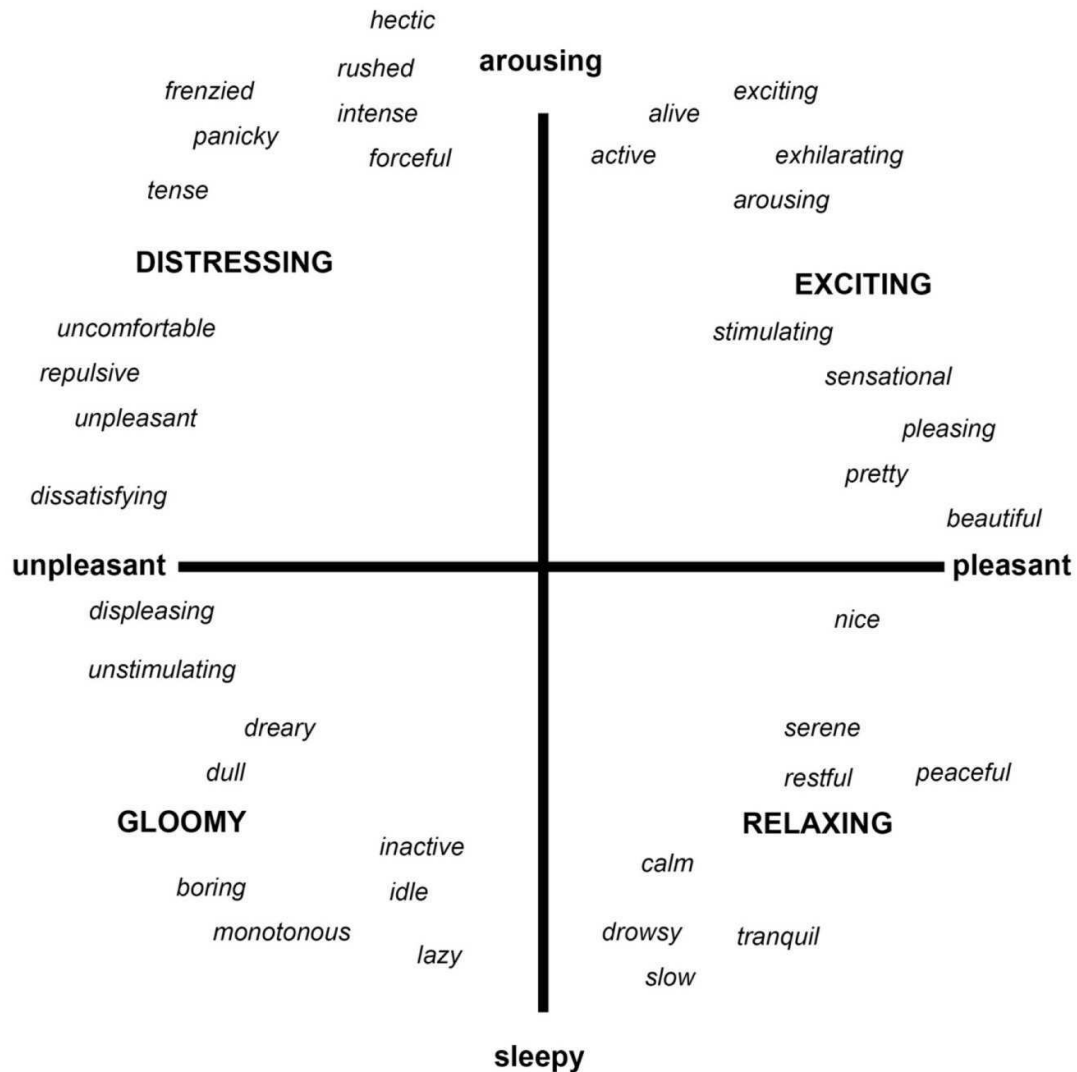 hectic
arousing
rushed
frenzied
exciting
intense
alive
panicky
forceful
active
exhilarating
tense
arousing
DISTRESSING
EXCITING
uncomfortable
stimulating
repulsive
sensational
unpleasant
pleasing
pretty
dissatisfying
beautiful
unpleasant
pleasant
displeasing
nice
unstimulating
dreary
serene
dull
restful
peaceful
GLOOMY
RELAXING
inactive
calm
boring
idle
monotonous
drowsy
tranquil
lazy
slow
sleepy